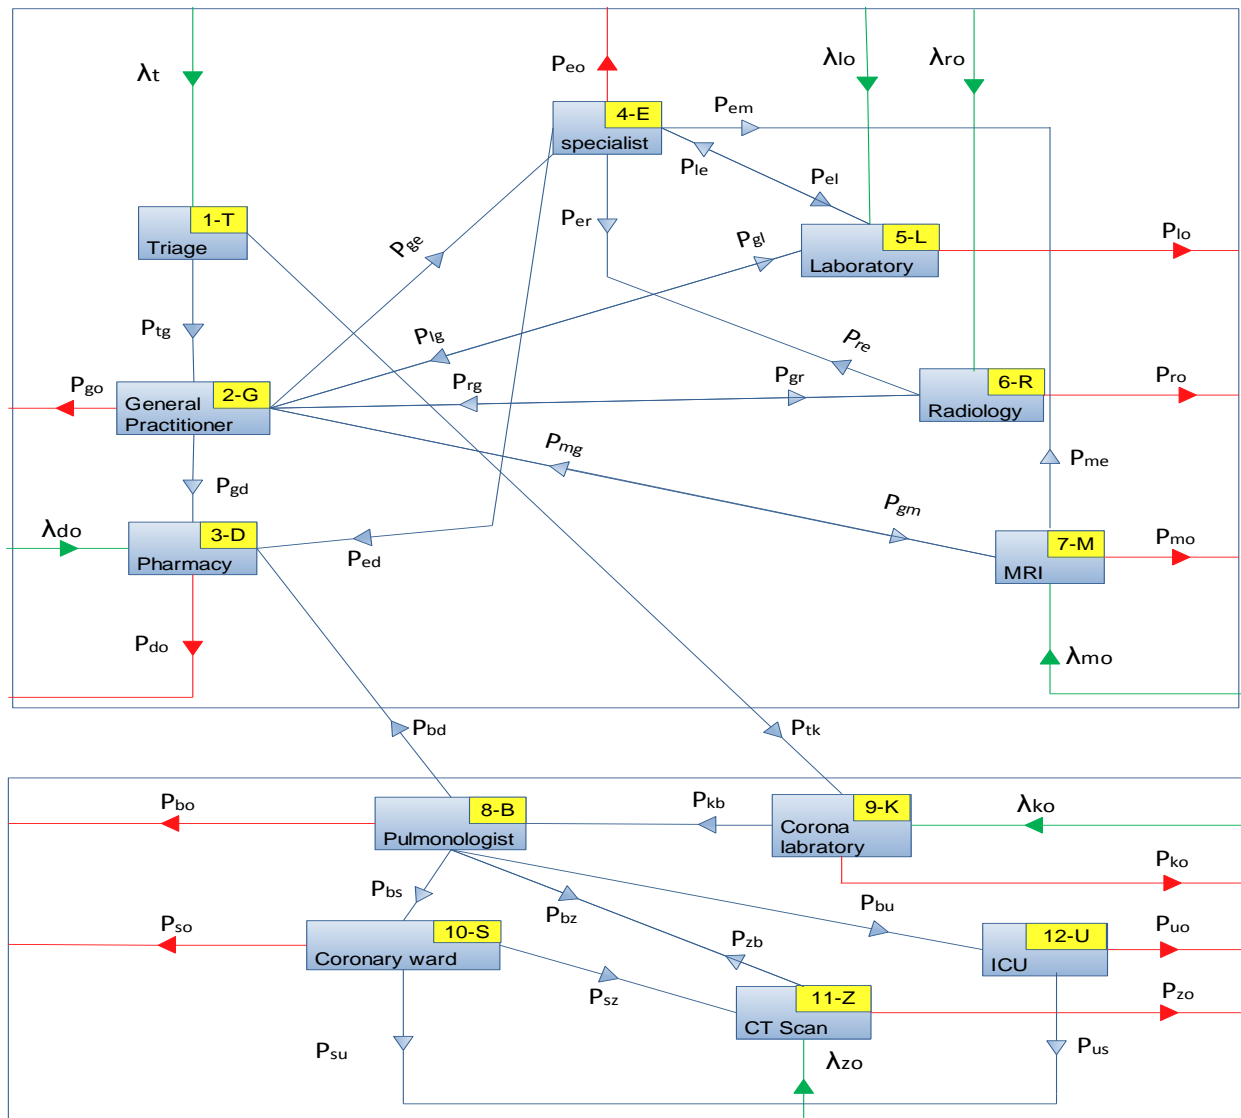 λt
Peo
λlo
λro
4-E
specialist
Pem
Ple
Pel
Per
1-T
Triage
Pge
Pgl
5-L
Laboratory
Plo
Ptg
Plg
Pre
Pgo
2-G
General
Practitioner
Prg
Pgr
6-R
Radiology
Pro
Pmg
Pme
Pgd
Pgm
λdo
3-D
Pharmacy
Ped
7-M
MRI
Pmo
Pdo
λmo
Pbd
Ptk
Pbo
8-B
Pulmonologist
Pkb
9-K
Corona
labratory
λko
Pko
Pbs
Pbz
Pbu
Pso
10-S
Coronary ward
Pzb
12-U
ICU
Puo
Psz
11-Z
CT Scan
Pzo
Psu
λzo
Pus